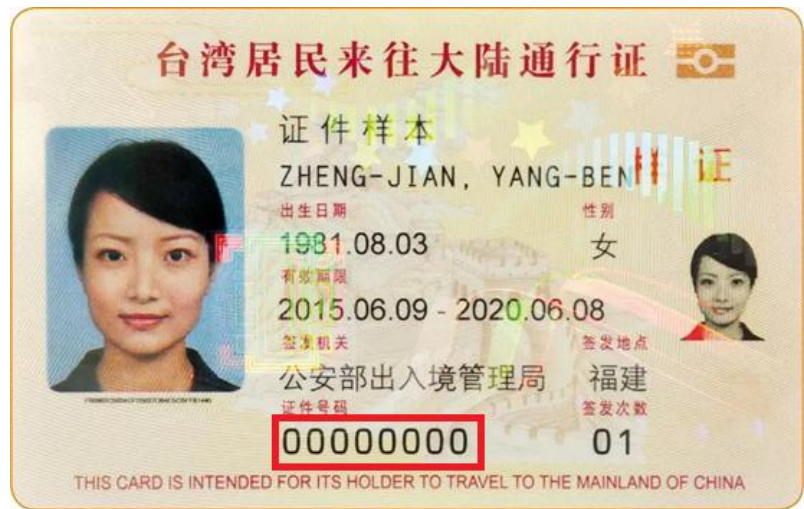 台湾居民来往大陆通行证
证件样本
ZHENG-JIAN, YANG-BEN
样 证
出生日期 性别
1981.08.03 女
有效期限
2015.06.09 - 2020.06.08
签发机关 签发地点
公安部出入境管理局 福建
证件号码 签发次数
00000000 01
THIS CARD IS INTENDED FOR ITS HOLDER TO TRAVEL TO THE MAINLAND OF CHINA